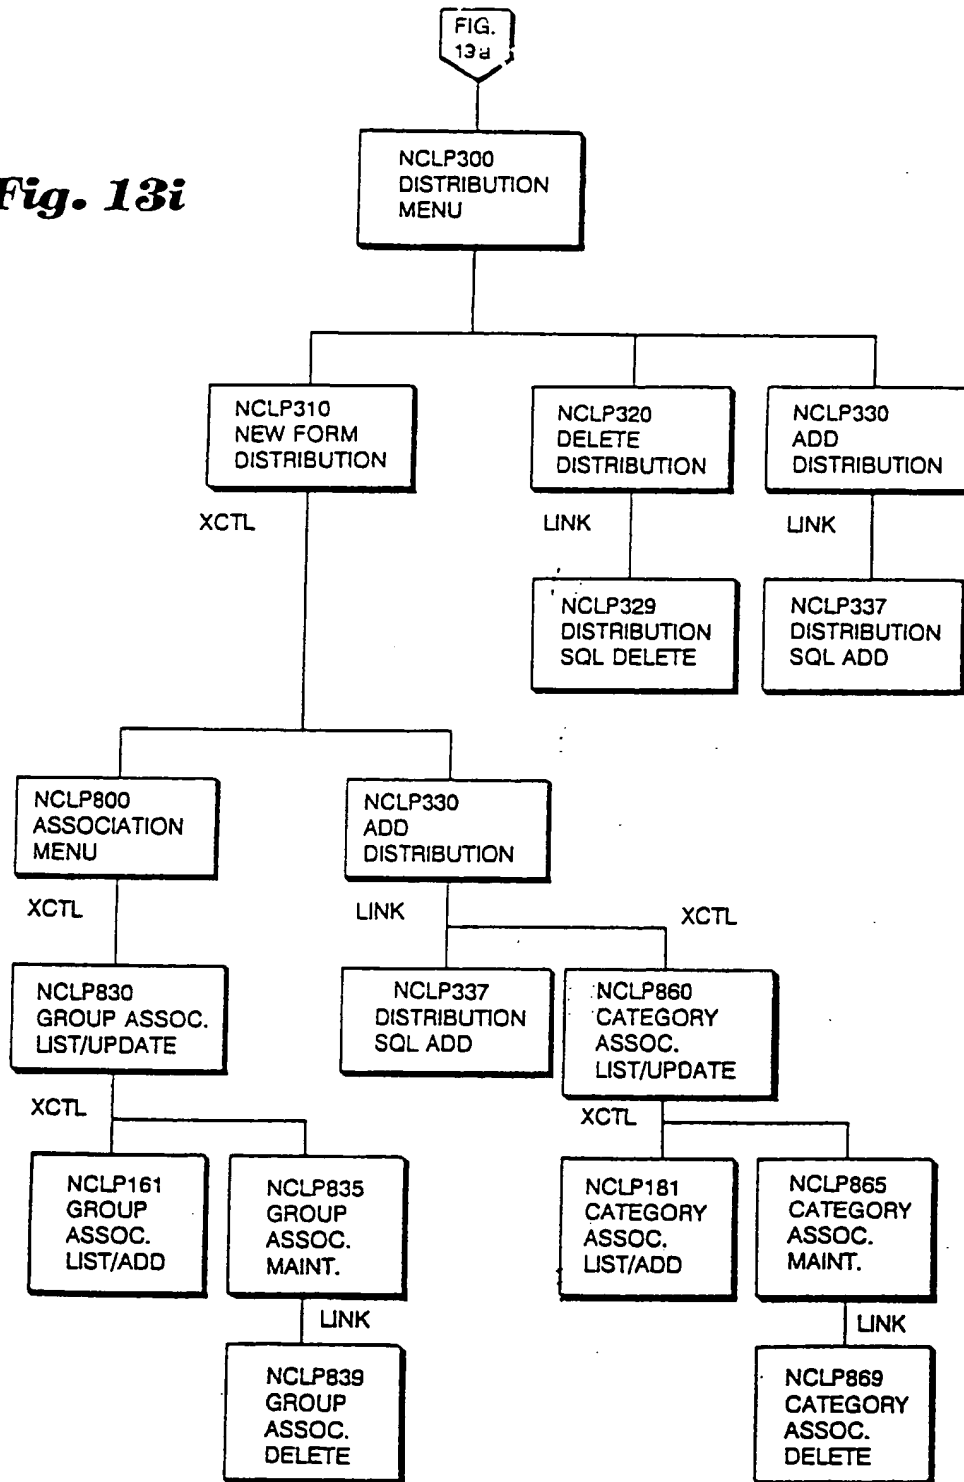 FIG.
13a
Fig. 13i
NCLP300
DISTRIBUTION
MENU
NCLP310
NEW FORM
DISTRIBUTION
NCLP320
DELETE
DISTRIBUTION
NCLP330
ADD
DISTRIBUTION
XCTL
LINK
LINK
NCLP329
DISTRIBUTION
SQL DELETE
NCLP337
DISTRIBUTION
SQL ADD
NCLP800
ASSOCIATION
MENU
NCLP330
ADD
DISTRIBUTION
XCTL
LINK
XCTL
NCLP830
GROUP ASSOC.
LIST/UPDATE
NCLP337
DISTRIBUTION
SQL ADD
NCLP860
CATEGORY
ASSOC.
LIST/UPDATE
XCTL
XCTL
NCLP161
GROUP
ASSOC.
LIST/ADD
NCLP835
GROUP
ASSOC.
MAINT.
NCLP181
CATEGORY
ASSOC.
LIST/ADD
NCLP865
CATEGORY
ASSOC.
MAINT.
LINK
LINK
NCLP839
GROUP
ASSOC.
DELETE
NCLP869
CATEGORY
ASSOC.
DELETE